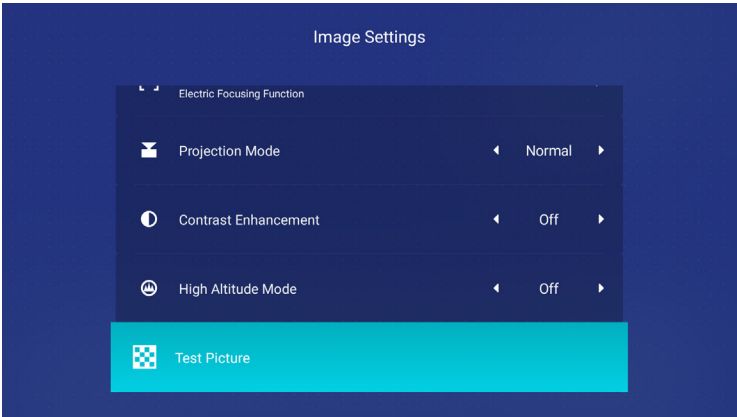 Image Settings
Electric Focusing Function
Projection Mode
Normal
Contrast Enhancement
Off
High Altitude Mode
Off
Test Picture